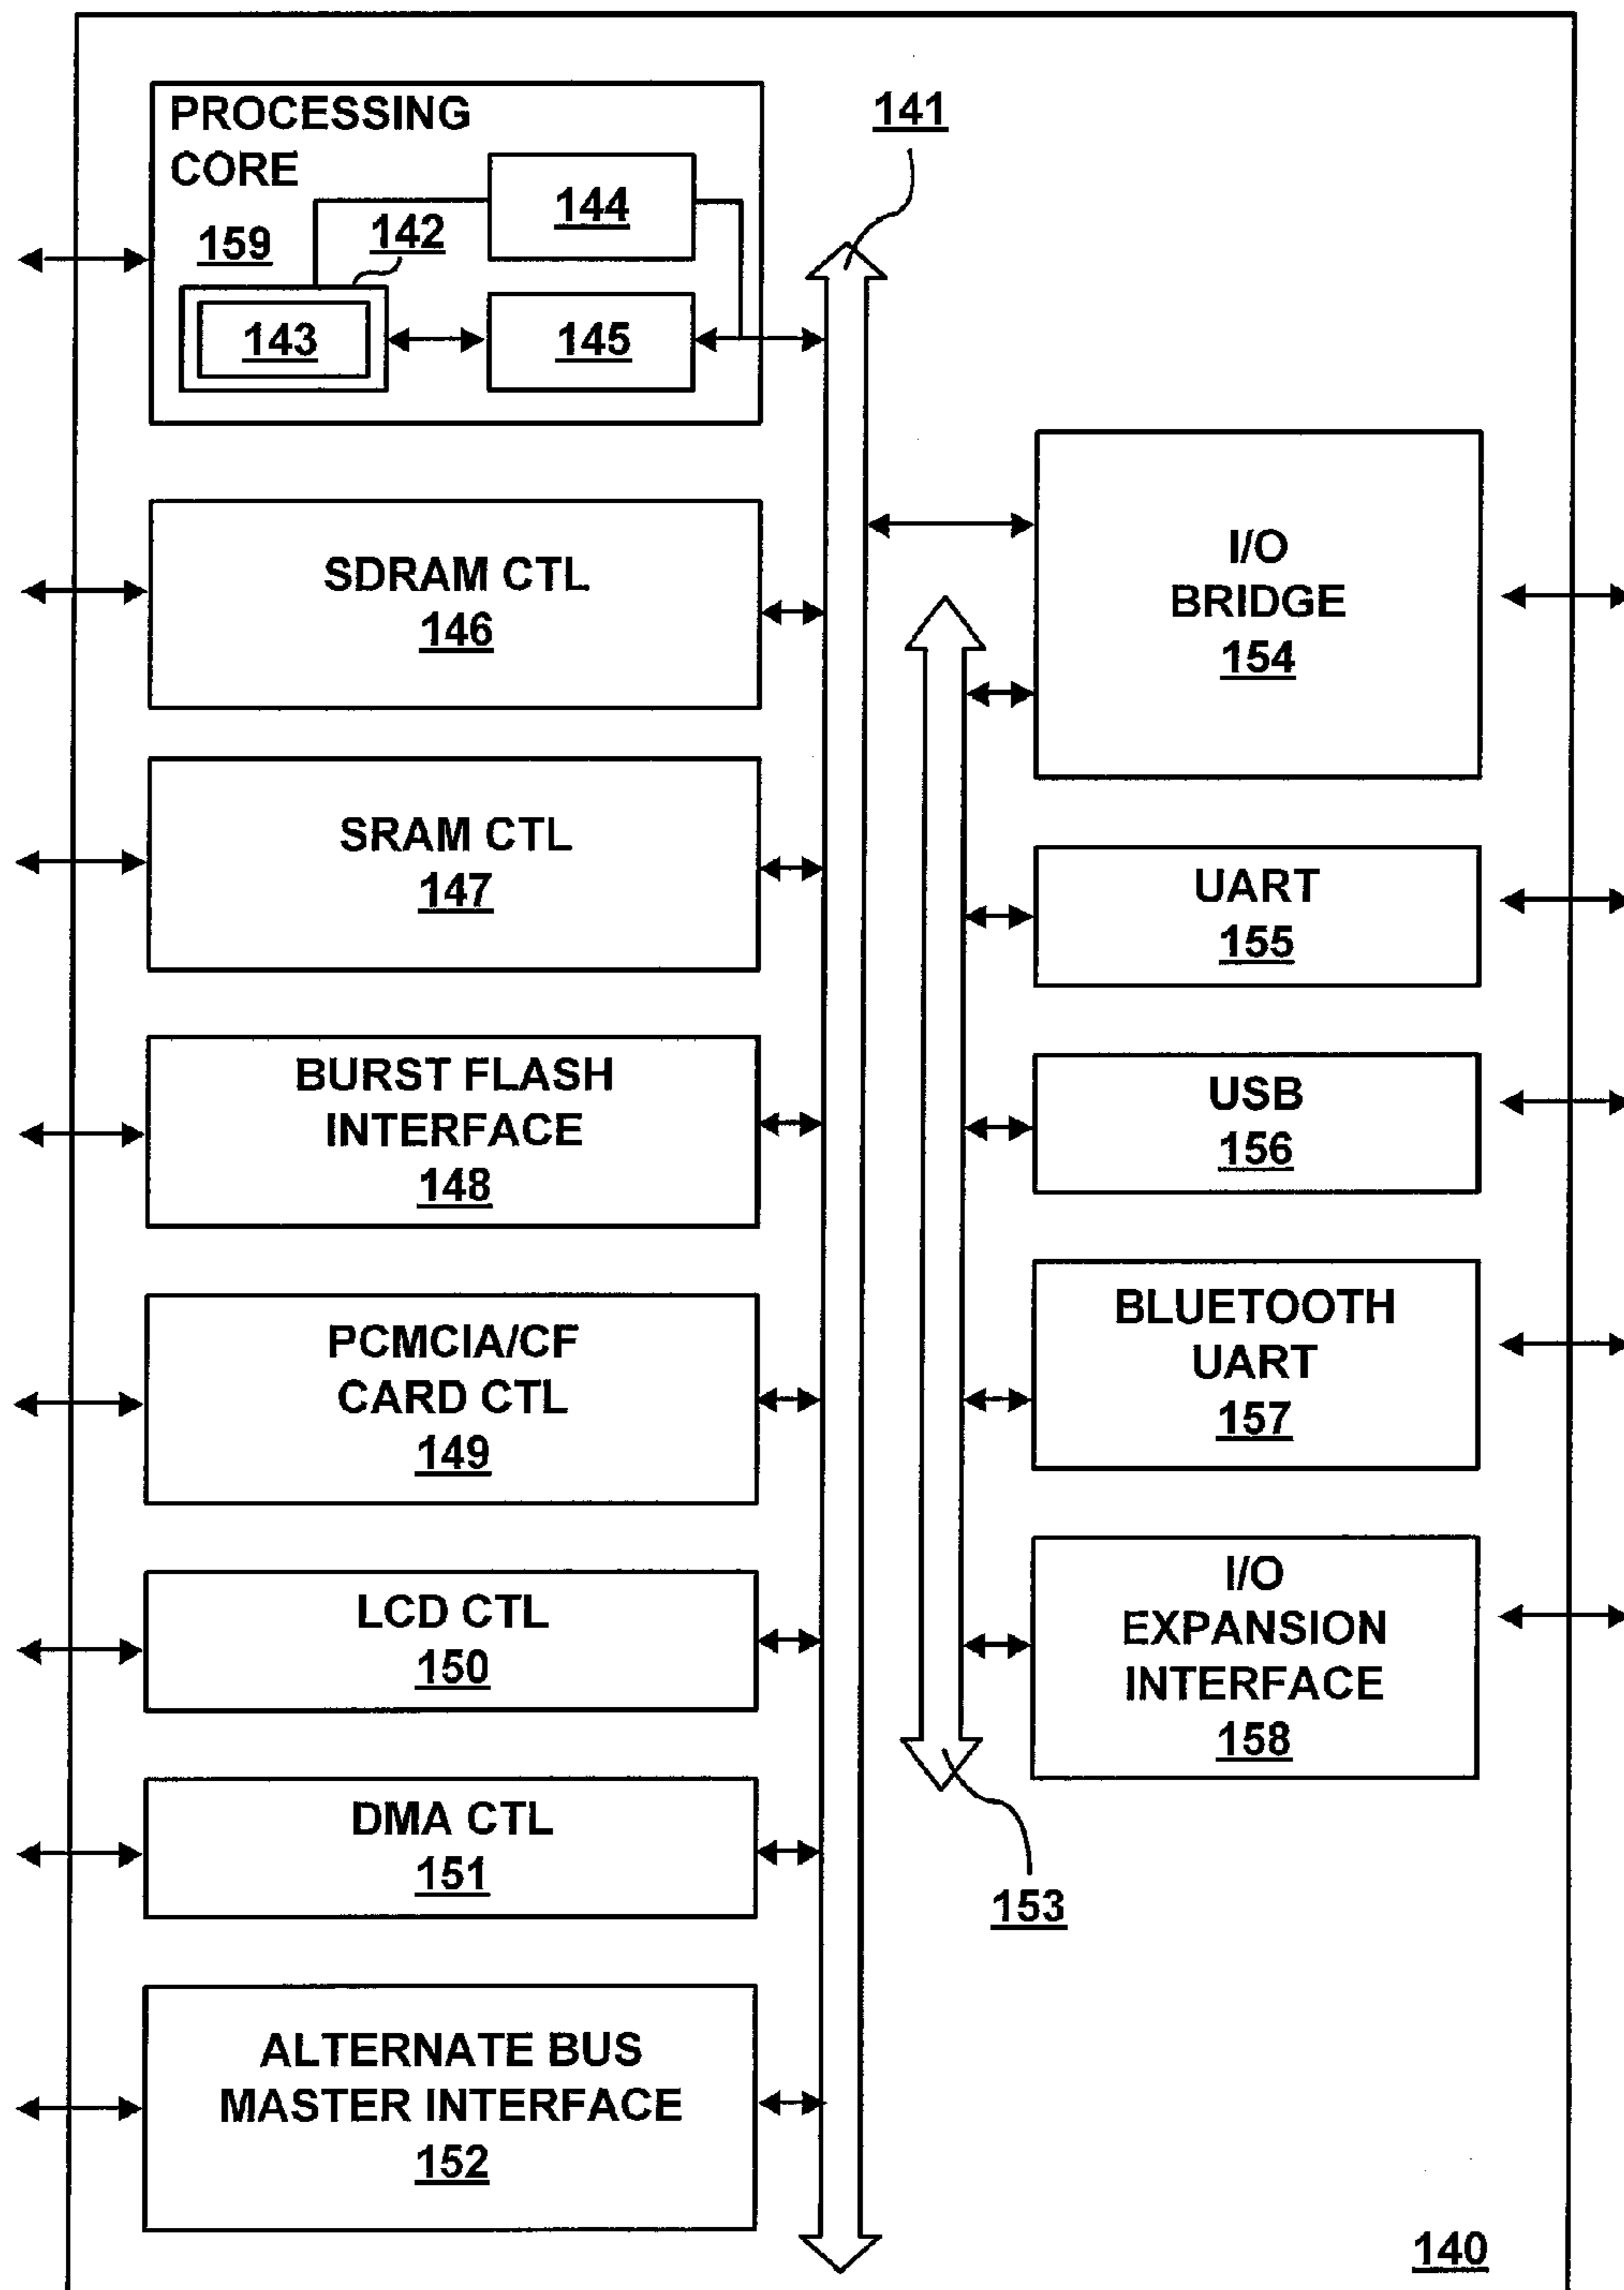 PROCESSING
CORE
159
142
143
144
145
141
SDRAM CTL
146
SRAM CTL
147
BURST FLASH
INTERFACE
148
PCMCIA/CF
CARD CTL
149
LCD CTL
150
DMA CTL
151
ALTERNATE BUS
MASTER INTERFACE
152
I/O
BRIDGE
154
UART
155
USB
156
BLUETOOTH
UART
157
I/O
EXPANSION
INTERFACE
158
153
140